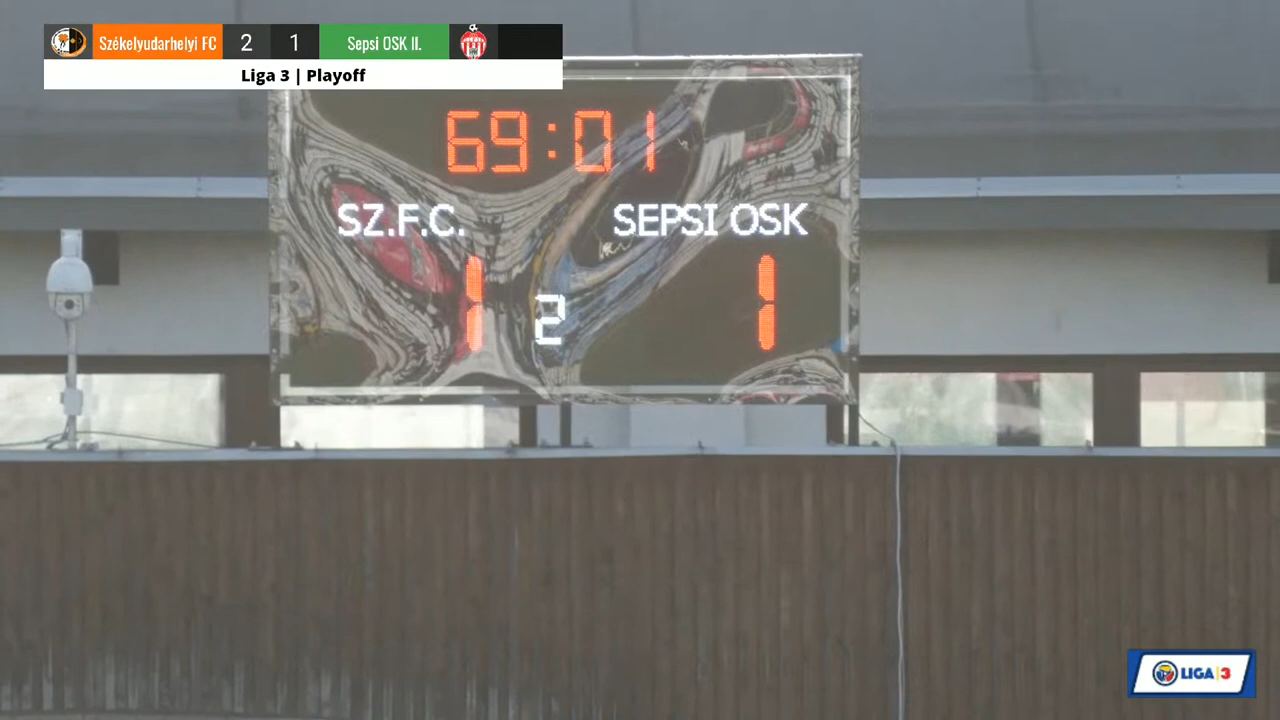 Székelyudarhelyi FC 2 1 Sepsi OSK II.
Liga 3 | Playoff
69:01
SZ.F.C. SEPSI OSK
1 2 1
LIGA 3